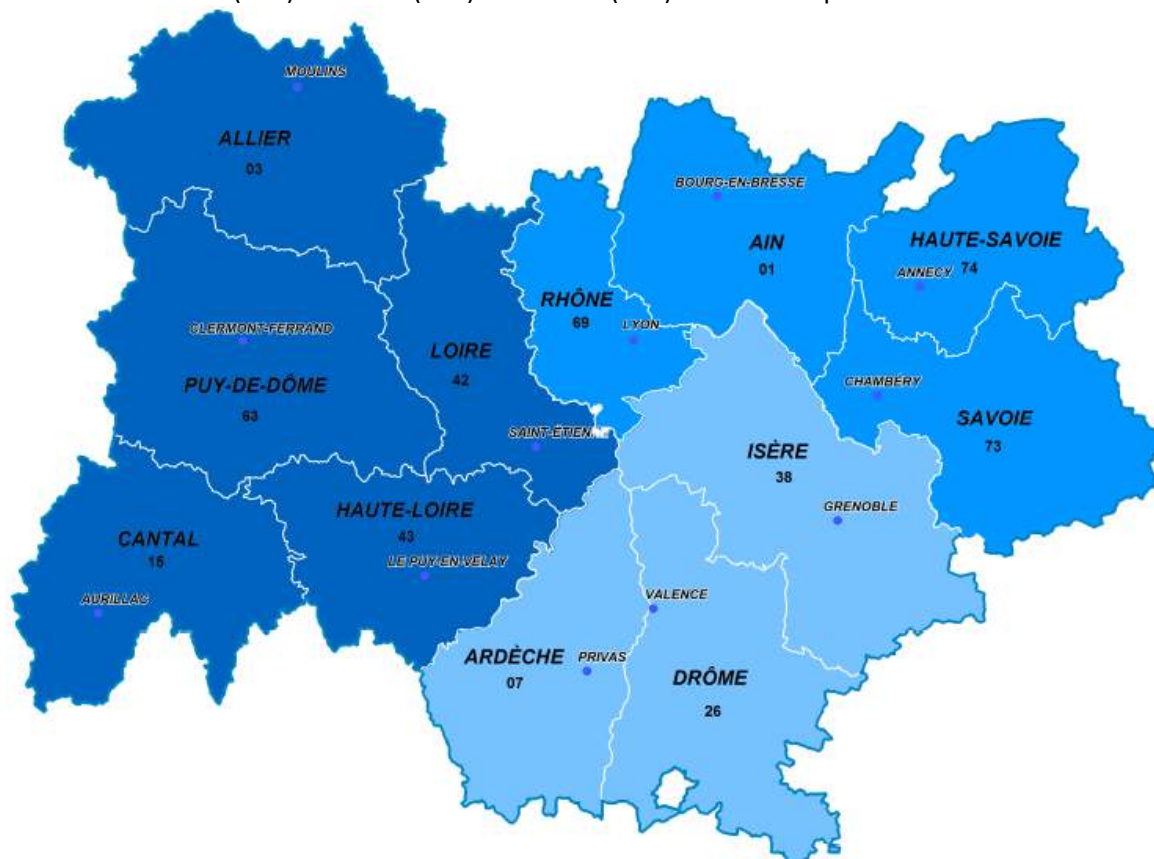 MOULINS
ALLIER
03
BOURG-EN-BRESSE
AIN
01
HAUTE-SAVOIE
74
ANNECY
RHÔNE
69
LYON
CLERMONT-FERRAND
PUY-DE-DÔME
63
LOIRE
42
SAINT-ÉTIENNE
CHAMBÉRY
SAVOIE
73
ISÈRE
38
GRENOBLE
HAUTE-LOIRE
43
LE PUY-EN-VELAY
CANTAL
15
AURILLAC
VALENCE
ARDÈCHE
07
PRIVAS
DRÔME
26